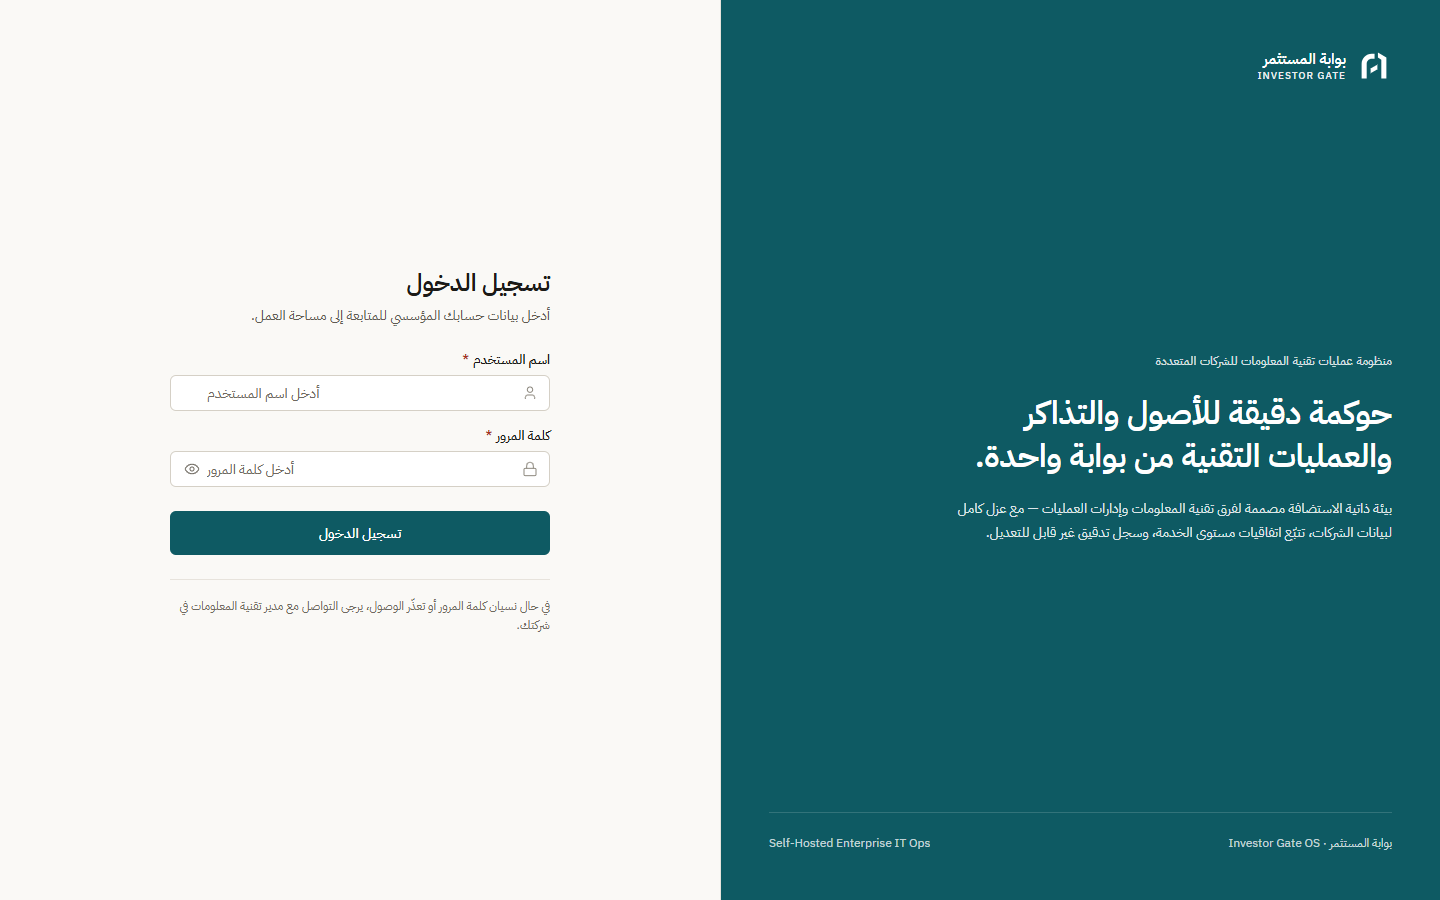 بوابة المستثمر
INVESTOR GATE
منظومة عمليات تقنية المعلومات للشركات المتعددة
حوكمة دقيقة للأصول والتذاكر
والعمليات التقنية من بوابة واحدة.
بيئة ذاتية الاستضافة مصممة لفرق تقنية المعلومات وإدارات العمليات — مع عزل كامل
لبيانات الشركات، تتبّع اتفاقيات مستوى الخدمة، وسجل تدقيق غير قابل للتعديل.
بوابة المستثمر · Investor Gate OS
Self-Hosted Enterprise IT Ops
تسجيل الدخول
أدخل بيانات حسابك المؤسسي للمتابعة إلى مساحة العمل.
اسم المستخدم *
أدخل اسم المستخدم
كلمة المرور *
أدخل كلمة المرور
تسجيل الدخول
في حال نسيان كلمة المرور أو تعذّر الوصول، يرجى التواصل مع مدير تقنية المعلومات في
شركتك.